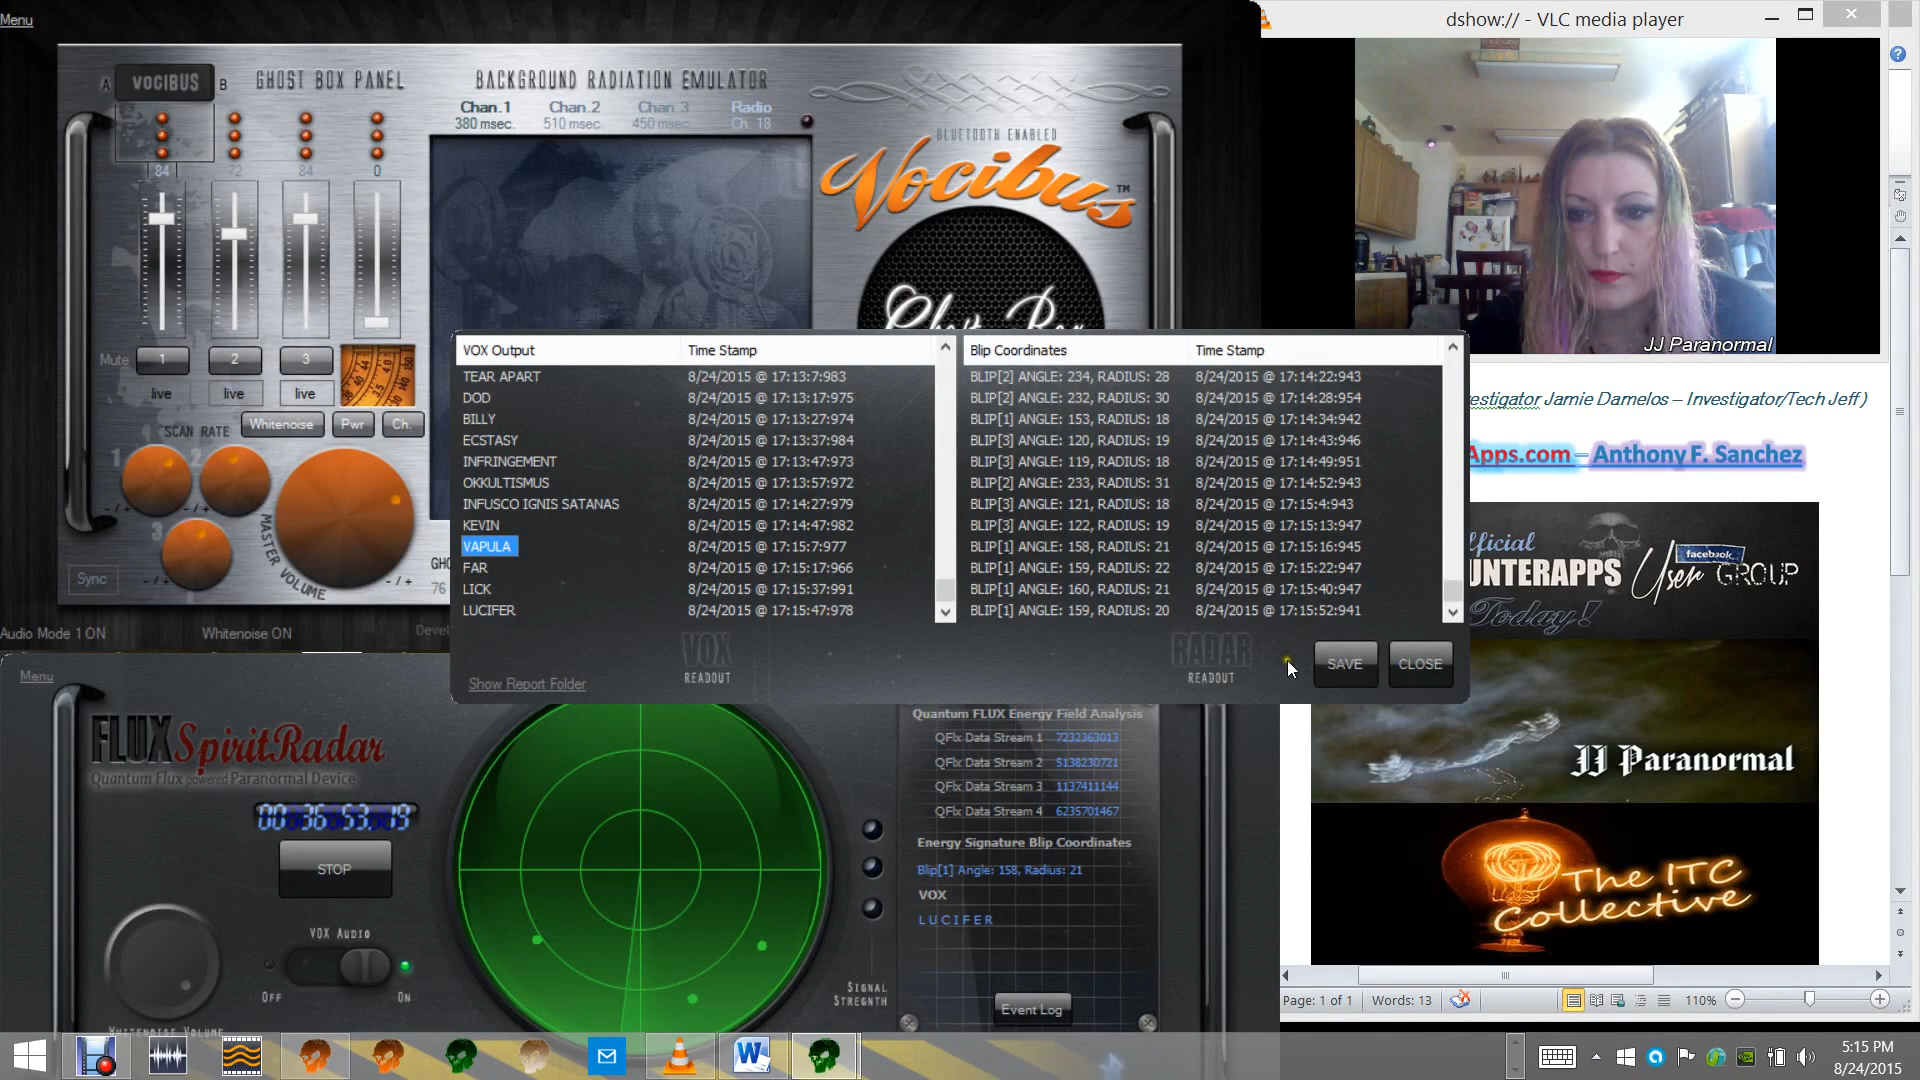 Menu
dshow:// - VLC media player
A VOCIBUS B
GHOST BOX PANEL
BACKGROUND RADIATION EMULATOR
Chan.1 Chan.2 Chan.3 Radio
380 msec. 510 msec. 450 msec. Ch. 18
BLUETOOTH ENABLED
Vocibus™
84 72 84 0
Mute 1 2 3
live live live
Whitenoise Pwr Ch.
SCAN RATE
1 2 3
- / + - / +
- / +
MASTER VOLUME
- / +
Sync
76
Audio Mode 1 ON
Whitenoise ON
JJ Paranormal
VOX Output Time Stamp
TEAR APART 8/24/2015 @ 17:13:7:983
DOD 8/24/2015 @ 17:13:17:975
BILLY 8/24/2015 @ 17:13:27:974
ECSTASY 8/24/2015 @ 17:13:37:984
INFRINGEMENT 8/24/2015 @ 17:13:47:973
OKKULTISMUS 8/24/2015 @ 17:13:57:972
INFUSCO IGNIS SATANAS 8/24/2015 @ 17:14:27:979
KEVIN 8/24/2015 @ 17:14:47:982
VAPULA 8/24/2015 @ 17:15:7:977
FAR 8/24/2015 @ 17:15:17:966
LICK 8/24/2015 @ 17:15:37:991
LUCIFER 8/24/2015 @ 17:15:47:978
VOX
READOUT
Show Report Folder
Blip Coordinates Time Stamp
BLIP[2] ANGLE: 234, RADIUS: 28 8/24/2015 @ 17:14:22:943
BLIP[2] ANGLE: 232, RADIUS: 30 8/24/2015 @ 17:14:28:954
BLIP[1] ANGLE: 153, RADIUS: 18 8/24/2015 @ 17:14:34:942
BLIP[3] ANGLE: 120, RADIUS: 19 8/24/2015 @ 17:14:43:946
BLIP[3] ANGLE: 119, RADIUS: 18 8/24/2015 @ 17:14:49:951
BLIP[2] ANGLE: 233, RADIUS: 31 8/24/2015 @ 17:14:52:943
BLIP[3] ANGLE: 121, RADIUS: 18 8/24/2015 @ 17:15:4:943
BLIP[3] ANGLE: 122, RADIUS: 19 8/24/2015 @ 17:15:13:947
BLIP[1] ANGLE: 158, RADIUS: 21 8/24/2015 @ 17:15:16:945
BLIP[1] ANGLE: 159, RADIUS: 22 8/24/2015 @ 17:15:22:947
BLIP[1] ANGLE: 160, RADIUS: 21 8/24/2015 @ 17:15:40:947
BLIP[1] ANGLE: 159, RADIUS: 20 8/24/2015 @ 17:15:52:941
RADAR
READOUT
SAVE CLOSE
estigator Jamie Damelos – Investigator/Tech Jeff )
Apps.com – Anthony F. Sanchez
fficial
UNTERAPPS User facebook GROUP
Today!
JJ Paranormal
The ITC
Collective
Menu
FLUX SpiritRadar
Quantum Flux powered Paranormal Device
00:36:53.19
STOP
VOX AUDIO
OFF ON
WHITENOISE VOLUME
SIGNAL
STREGNTH
Quantum FLUX Energy Field Analysis
QFlx Data Stream 1 7232363013
QFlx Data Stream 2 5138230721
QFlx Data Stream 3 1137411144
QFlx Data Stream 4 6235701467
Energy Signature Blip Coordinates
Blip[1] Angle: 158, Radius: 21
VOX
LUCIFER
Event Log
Page: 1 of 1 Words: 13 110%
5:15 PM
8/24/2015